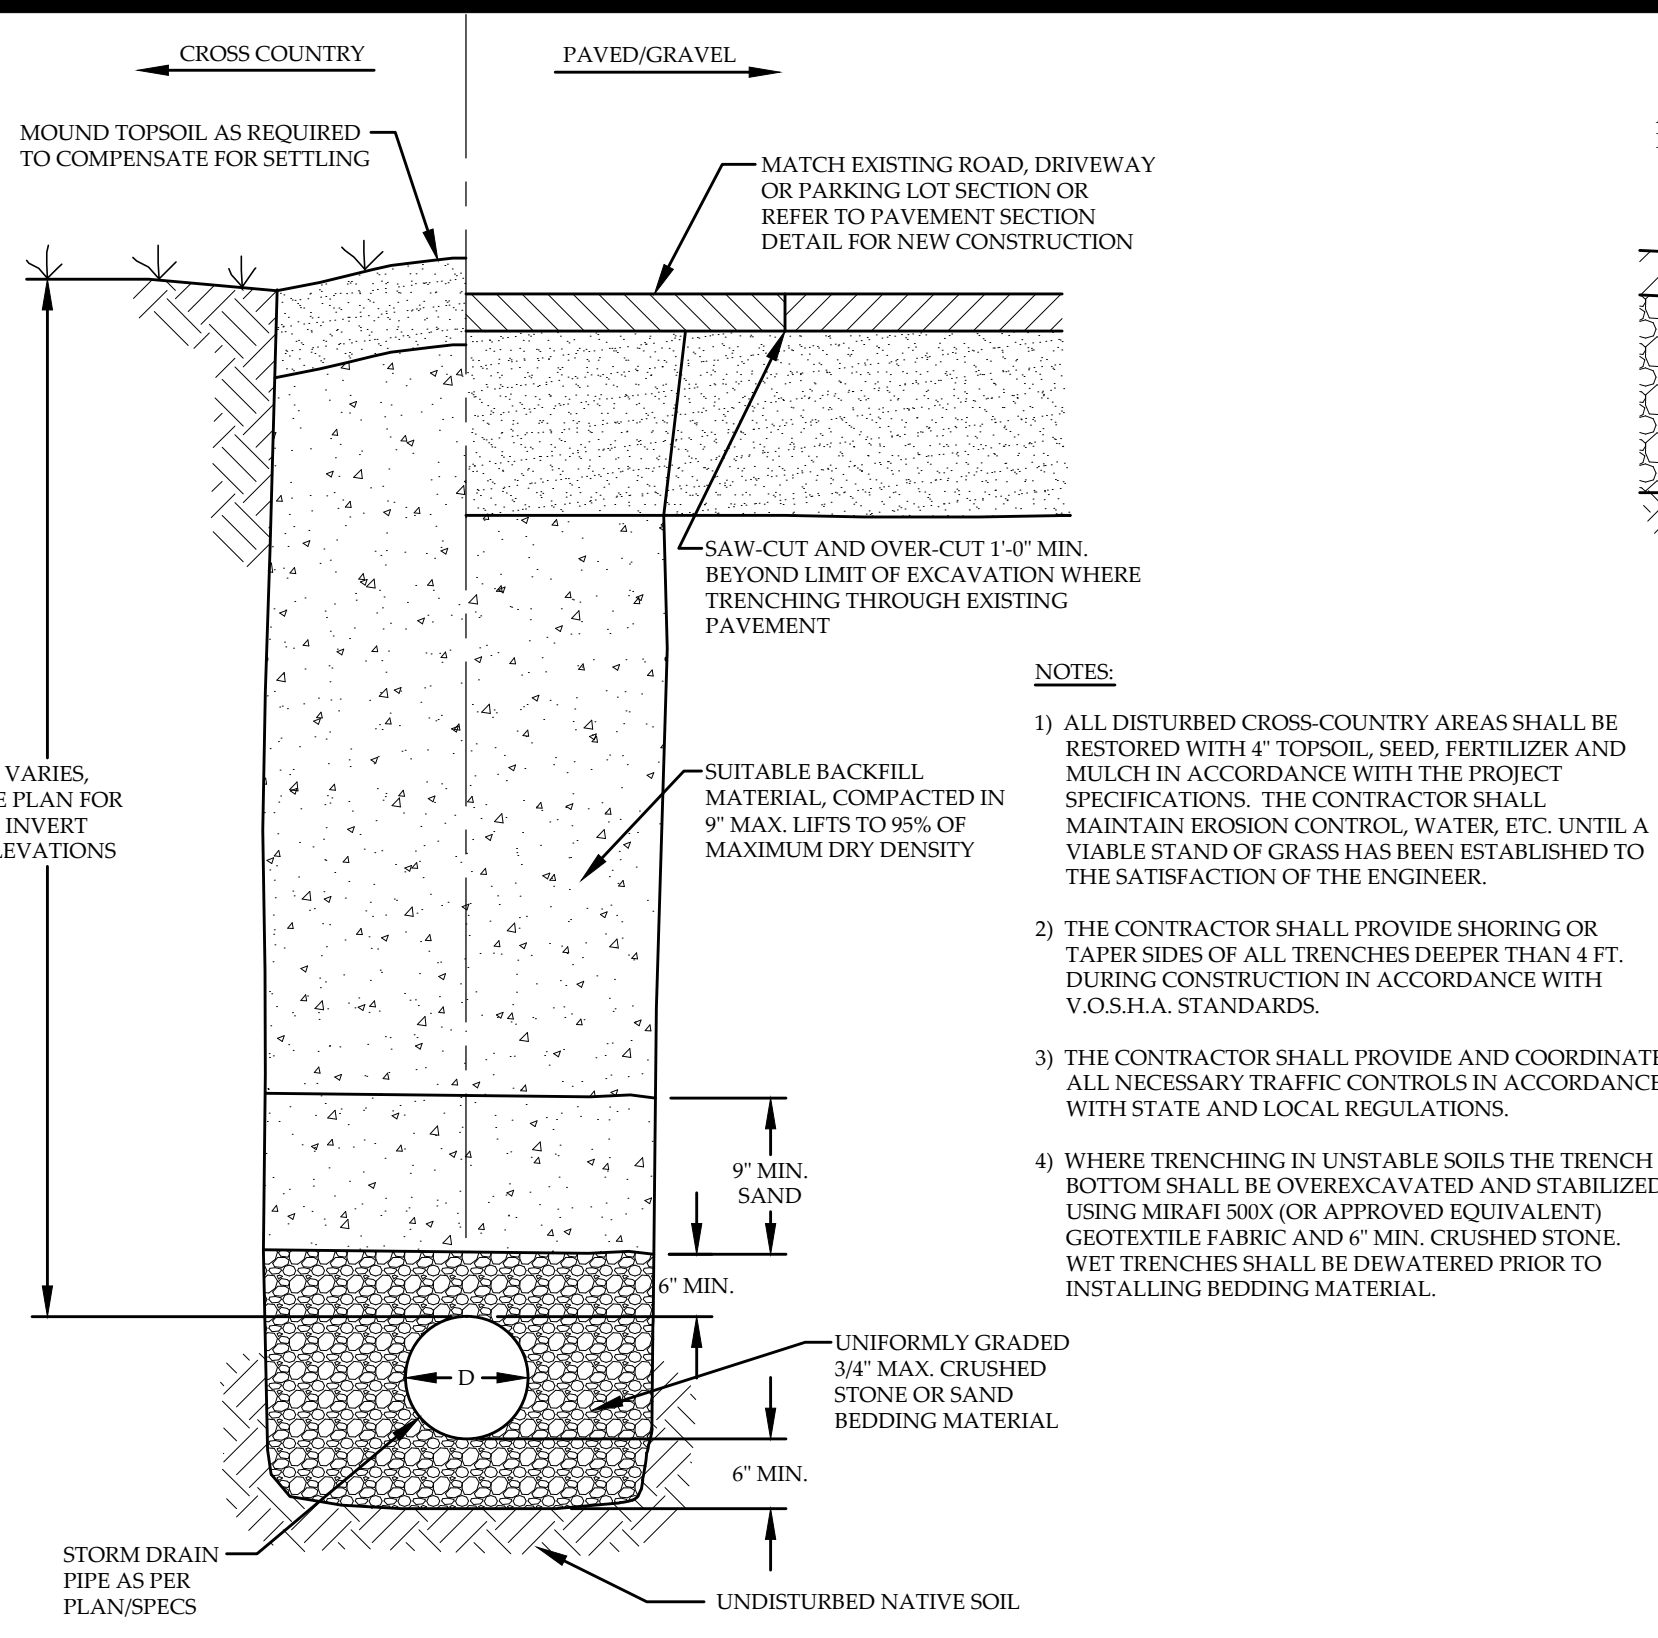 CROSS COUNTRY
PAVED/GRAVEL
MOUND TOPSOIL AS REQUIRED
TO COMPENSATE FOR SETTLING
MATCH EXISTING ROAD, DRIVEWAY
OR PARKING LOT SECTION OR
REFER TO PAVEMENT SECTION
DETAIL FOR NEW CONSTRUCTION
SAW-CUT AND OVER-CUT 1'-0" MIN.
BEYOND LIMIT OF EXCAVATION WHERE
TRENCHING THROUGH EXISTING
PAVEMENT
VARIES,
PLAN FOR
INVERT
SUITABLE BACKFILL
MATERIAL, COMPACTED IN
9" MAX. LIFTS TO 95% OF
MAXIMUM DRY DENSITY
9" MIN.
SAND
6" MIN.
D
UNIFORMLY GRADED
3/4" MAX. CRUSHED
STONE OR SAND
BEDDING MATERIAL
6" MIN.
STORM DRAIN
PIPE AS PER
PLAN/SPECS
UNDISTURBED NATIVE SOIL
NOTES:
1) ALL DISTURBED CROSS-COUNTRY AREAS SHALL BE
RESTORED WITH 4" TOPSOIL, SEED, FERTILIZER AND
MULCH IN ACCORDANCE WITH THE PROJECT
SPECIFICATIONS. THE CONTRACTOR SHALL
MAINTAIN EROSION CONTROL, WATER, ETC. UNTIL A
VIABLE STAND OF GRASS HAS BEEN ESTABLISHED TO
THE SATISFACTION OF THE ENGINEER.
2) THE CONTRACTOR SHALL PROVIDE SHORING OR
TAPER SIDES OF ALL TRENCHES DEEPER THAN 4 FT.
DURING CONSTRUCTION IN ACCORDANCE WITH
V.O.S.H.A. STANDARDS.
3) THE CONTRACTOR SHALL PROVIDE AND COORDINATE
ALL NECESSARY TRAFFIC CONTROLS IN ACCORDANCE
WITH STATE AND LOCAL REGULATIONS.
4) WHERE TRENCHING IN UNSTABLE SOILS THE TRENCH
BOTTOM SHALL BE OVEREXCAVATED AND STABILIZED
USING MIRAFI 500X (OR APPROVED EQUIVALENT)
GEOTEXTILE FABRIC AND 6" MIN. CRUSHED STONE.
WET TRENCHES SHALL BE DEWATERED PRIOR TO
INSTALLING BEDDING MATERIAL.